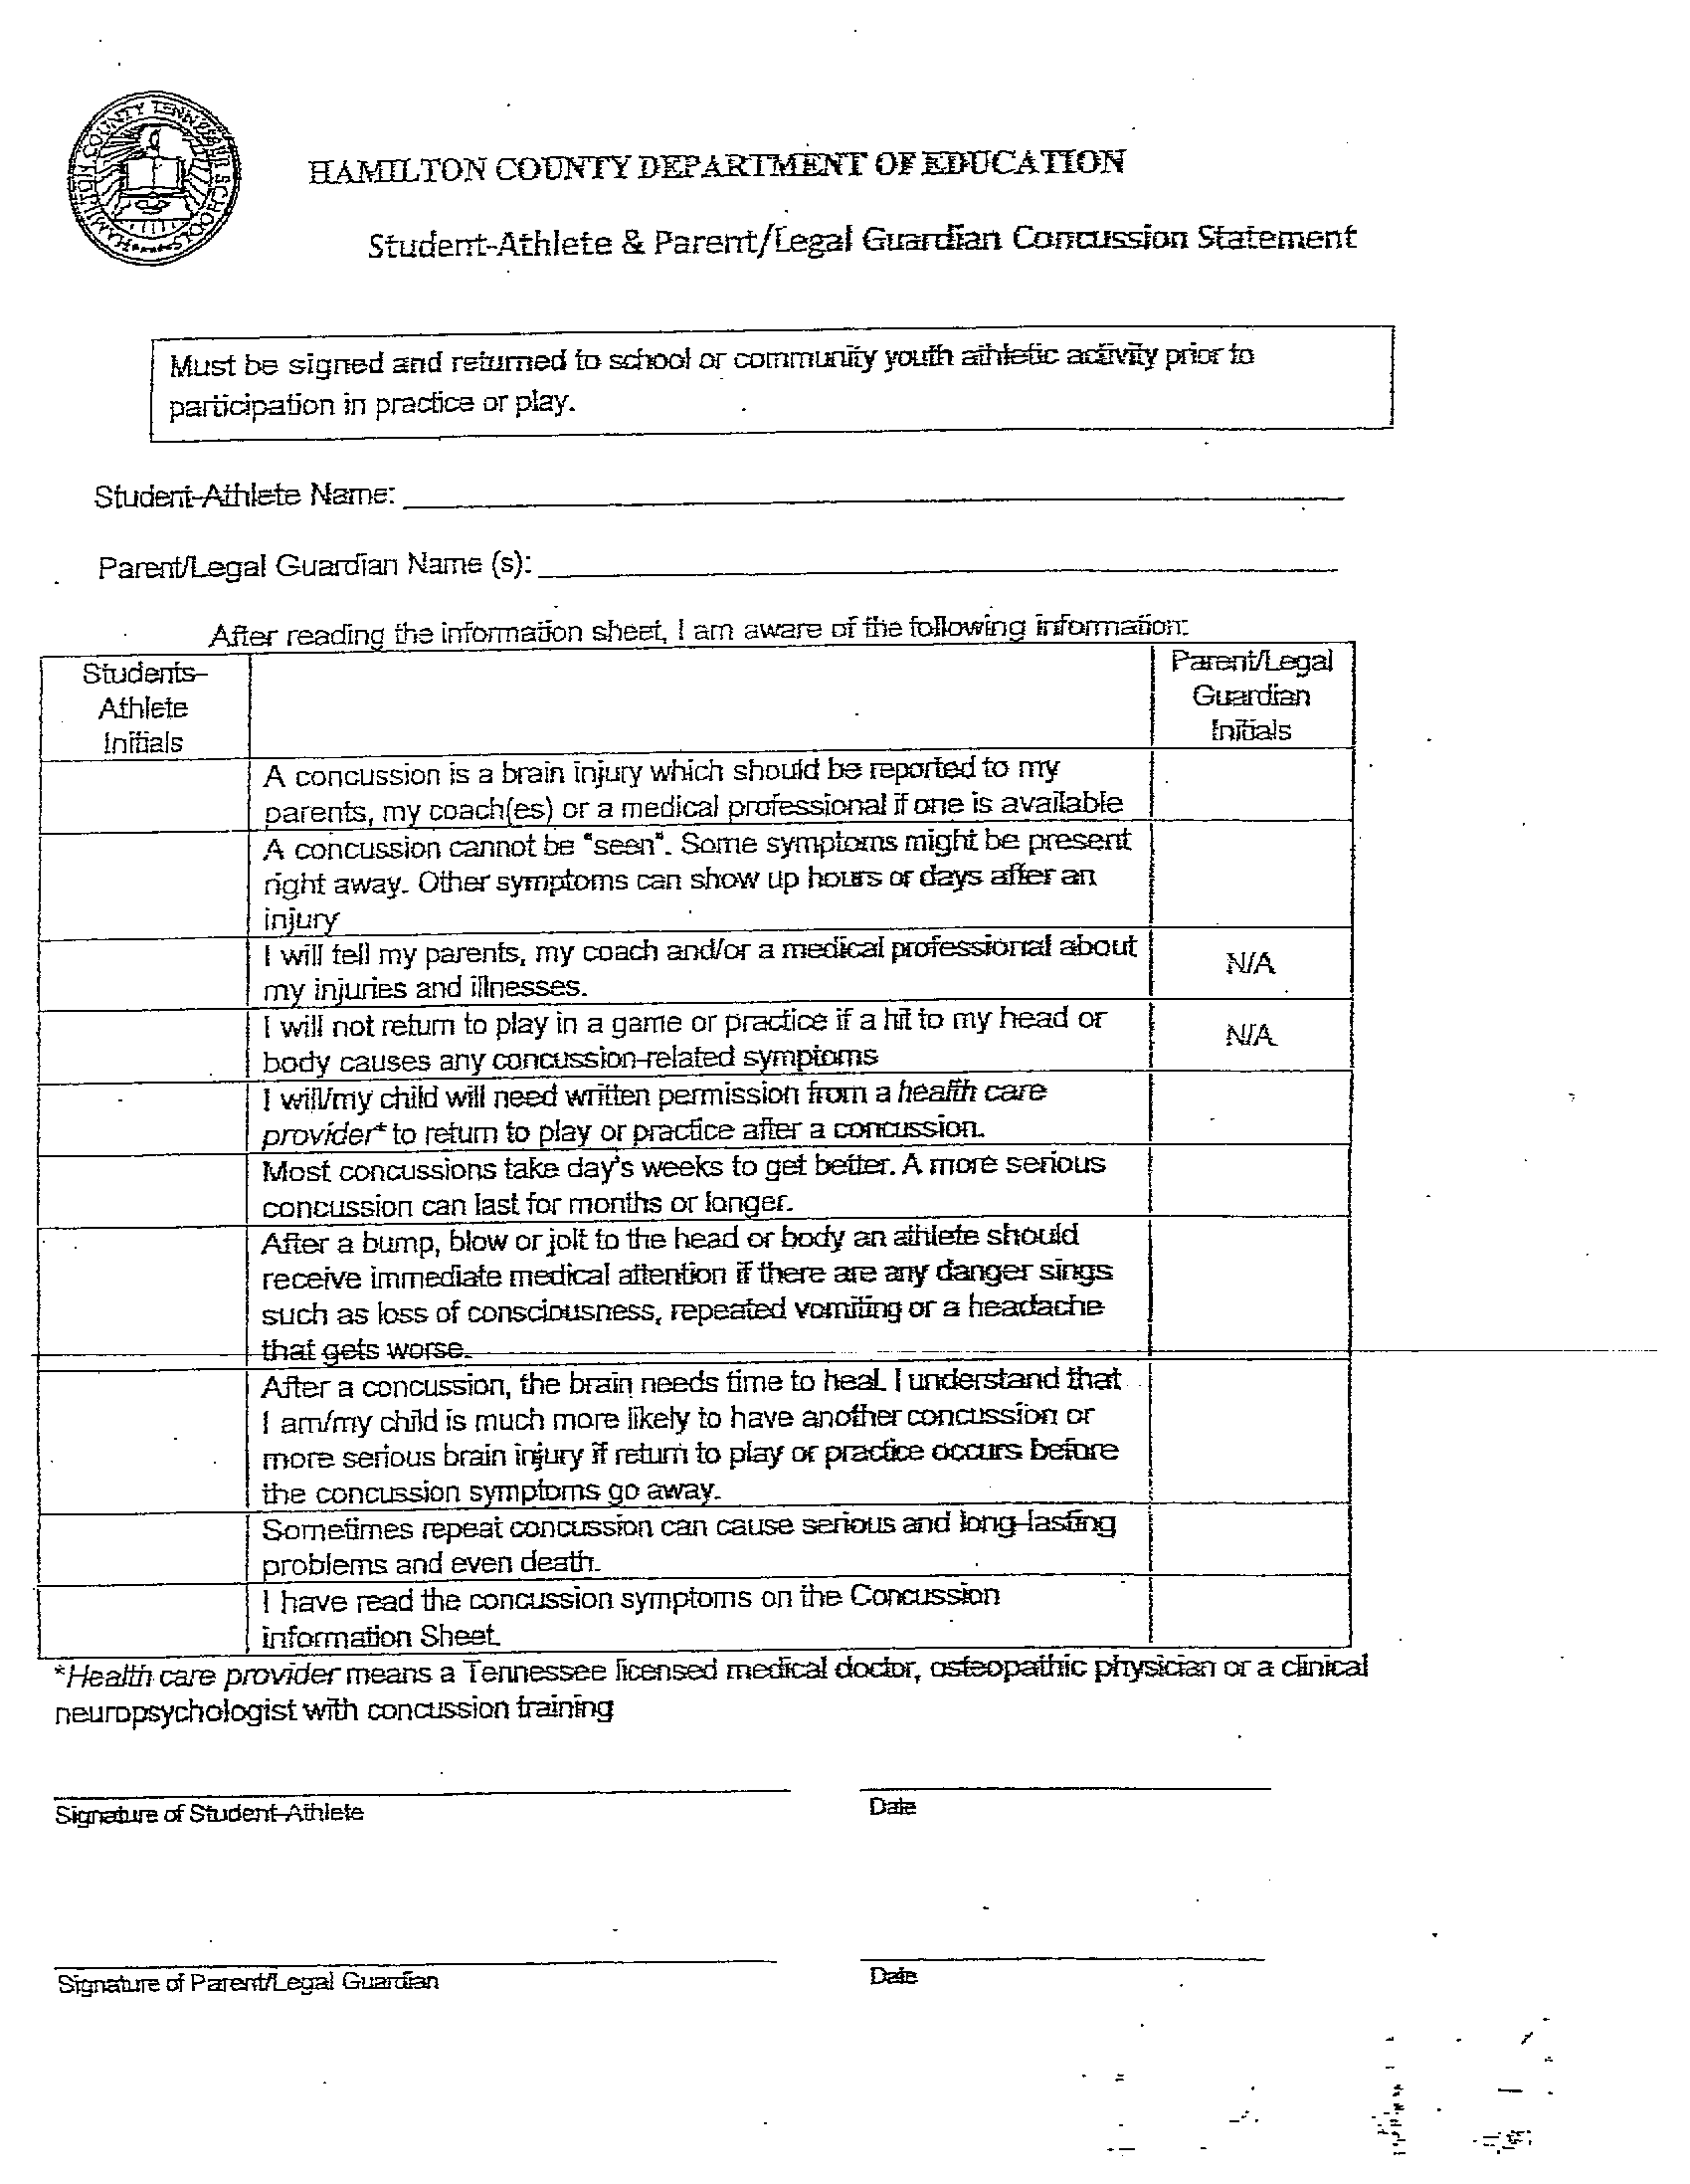 HAMILTON COUNTY TENNESSEE SCHOOLS
HAMILTON COUNTY DEPARTMENT OF EDUCATION
Student-Athlete & Parent/Legal Guardian Concussion Statement
Must be signed and returned to school or community youth athletic activity prior to
participation in practice or play.
Student-Athlete Name:
Parent/Legal Guardian Name (s):
After reading the information sheet, I am aware of the following information:
Students-
Athlete
Initials
Parent/Legal
Guardian
Initials
A concussion is a brain injury which should be reported to my
parents, my coach(es) or a medical professional if one is available
A concussion cannot be "seen". Some symptoms might be present
right away. Other symptoms can show up hours or days after an
injury
I will tell my parents, my coach and/or a medical professional about
my injuries and illnesses.
N/A
I will not return to play in a game or practice if a hit to my head or
body causes any concussion-related symptoms
N/A
I will/my child will need written permission from a health care
provider* to return to play or practice after a concussion.
Most concussions take day's weeks to get better. A more serious
concussion can last for months or longer.
After a bump, blow or jolt to the head or body an athlete should
receive immediate medical attention if there are any danger sings
such as loss of consciousness, repeated vomiting or a headache
that gets worse.
After a concussion, the brain needs time to heal. I understand that
I am/my child is much more likely to have another concussion or
more serious brain injury if return to play or practice occurs before
the concussion symptoms go away.
Sometimes repeat concussion can cause serious and long-lasting
problems and even death.
I have read the concussion symptoms on the Concussion
information Sheet.
*Health care provider means a Tennessee licensed medical doctor, osteopathic physician or a clinical
neuropsychologist with concussion training
Signature of Student-Athlete
Date
Signature of Parent/Legal Guardian
Date